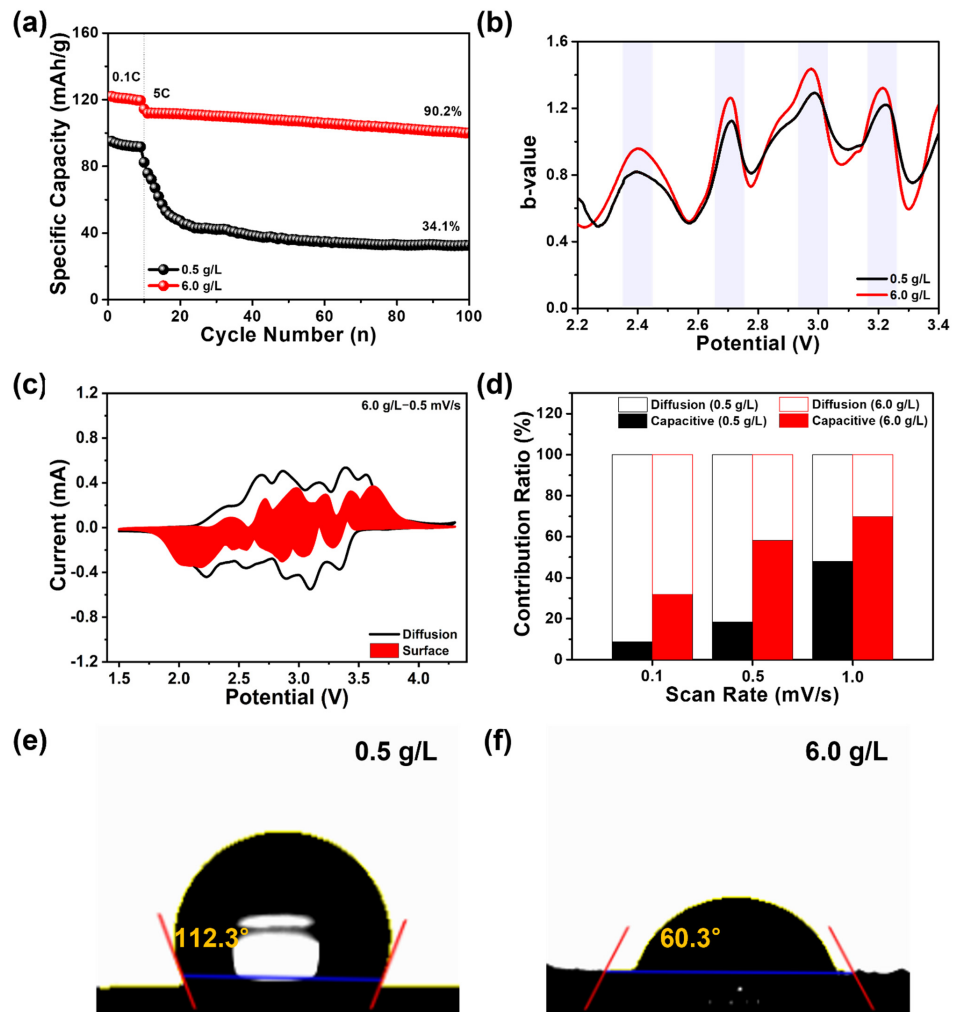 (a)
Specific Capacity (mAh/g)
160
120
80
40
0
0.1C
5C
90.2%
34.1%
0.5 g/L
6.0 g/L
0 20 40 60 80 100
Cycle Number (n)
(b)
b-value
1.6
1.2
0.8
0.4
0.0
0.5 g/L
6.0 g/L
2.2 2.4 2.6 2.8 3.0 3.2 3.4
Potential (V)
(c)
Current (mA)
1.2
0.8
0.4
0.0
-0.4
-0.8
-1.2
6.0 g/L−0.5 mV/s
Diffusion
Surface
1.5 2.0 2.5 3.0 3.5 4.0
Potential (V)
(d)
Contribution Ratio (%)
120
100
80
60
40
20
0
Diffusion (0.5 g/L) Diffusion (6.0 g/L)
Capacitive (0.5 g/L) Capacitive (6.0 g/L)
0.1 0.5 1.0
Scan Rate (mV/s)
(e)
0.5 g/L
112.3°
(f)
6.0 g/L
60.3°